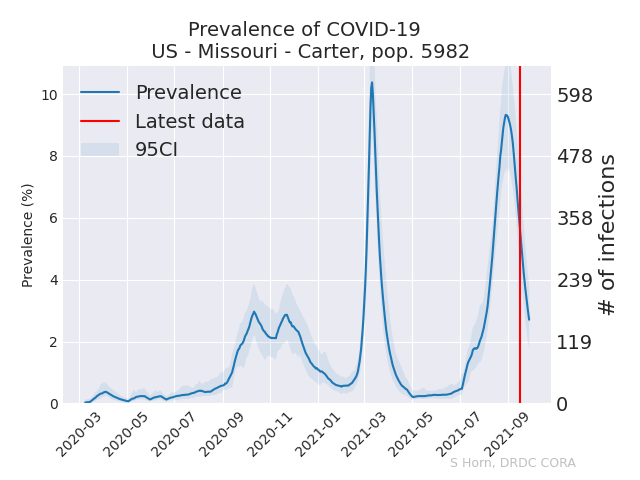 Prevalence of COVID-19
US - Missouri - Carter, pop. 5982
Prevalence
Latest data
95CI
Prevalence (%)
10
8
6
4
2
0
598
478
358
239
119
0
# of infections
2020-03
2020-05
2020-07
2020-09
2020-11
2021-01
2021-03
2021-05
2021-07
2021-09
S Horn, DRDC CORA